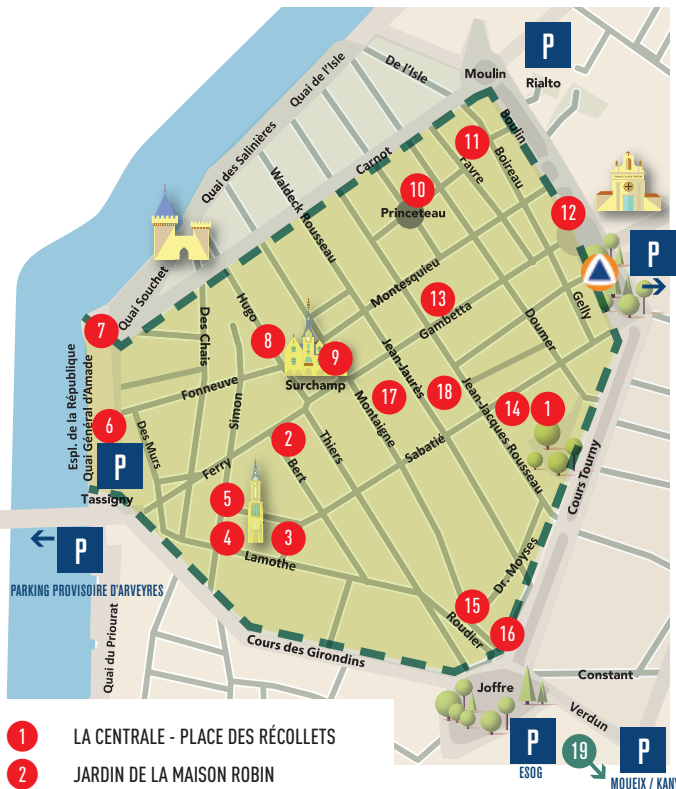 P
Moulin
Rialto
De l'Isle
Quai de l'Isle
Quai des Salinières
Carnot
Boulin
Boireau
Favre
11
10
Princeteau
12
P
Waldeck Rousseau
Quai Souchet
Montesquieu
13
Gambetta
Gelly
Doumer
Hugo
Des Chais
7
8
9
Surchamp
Jean-Jaurès
Espl. de la République
Quai Général d'Amade
Fonneuve
Simon
Montaigne
17
18
14
1
Jean-Jacques Rousseau
6
Des Murs
2
Bert
Thiers
Sabatié
Cours Tourny
P
Tassigny
Ferry
5
4
3
Lamothe
P
PARKING PROVISOIRE D'ARVEYRES
Dr. Moyses
15
Roudier
16
Quai du Priourat
Cours des Girondins
Constant
Joffre
Verdun
P
ESOG
19
P
MOUEIX / KANY
1 LA CENTRALE - PLACE DES RÉCOLLETS
2 JARDIN DE LA MAISON ROBIN